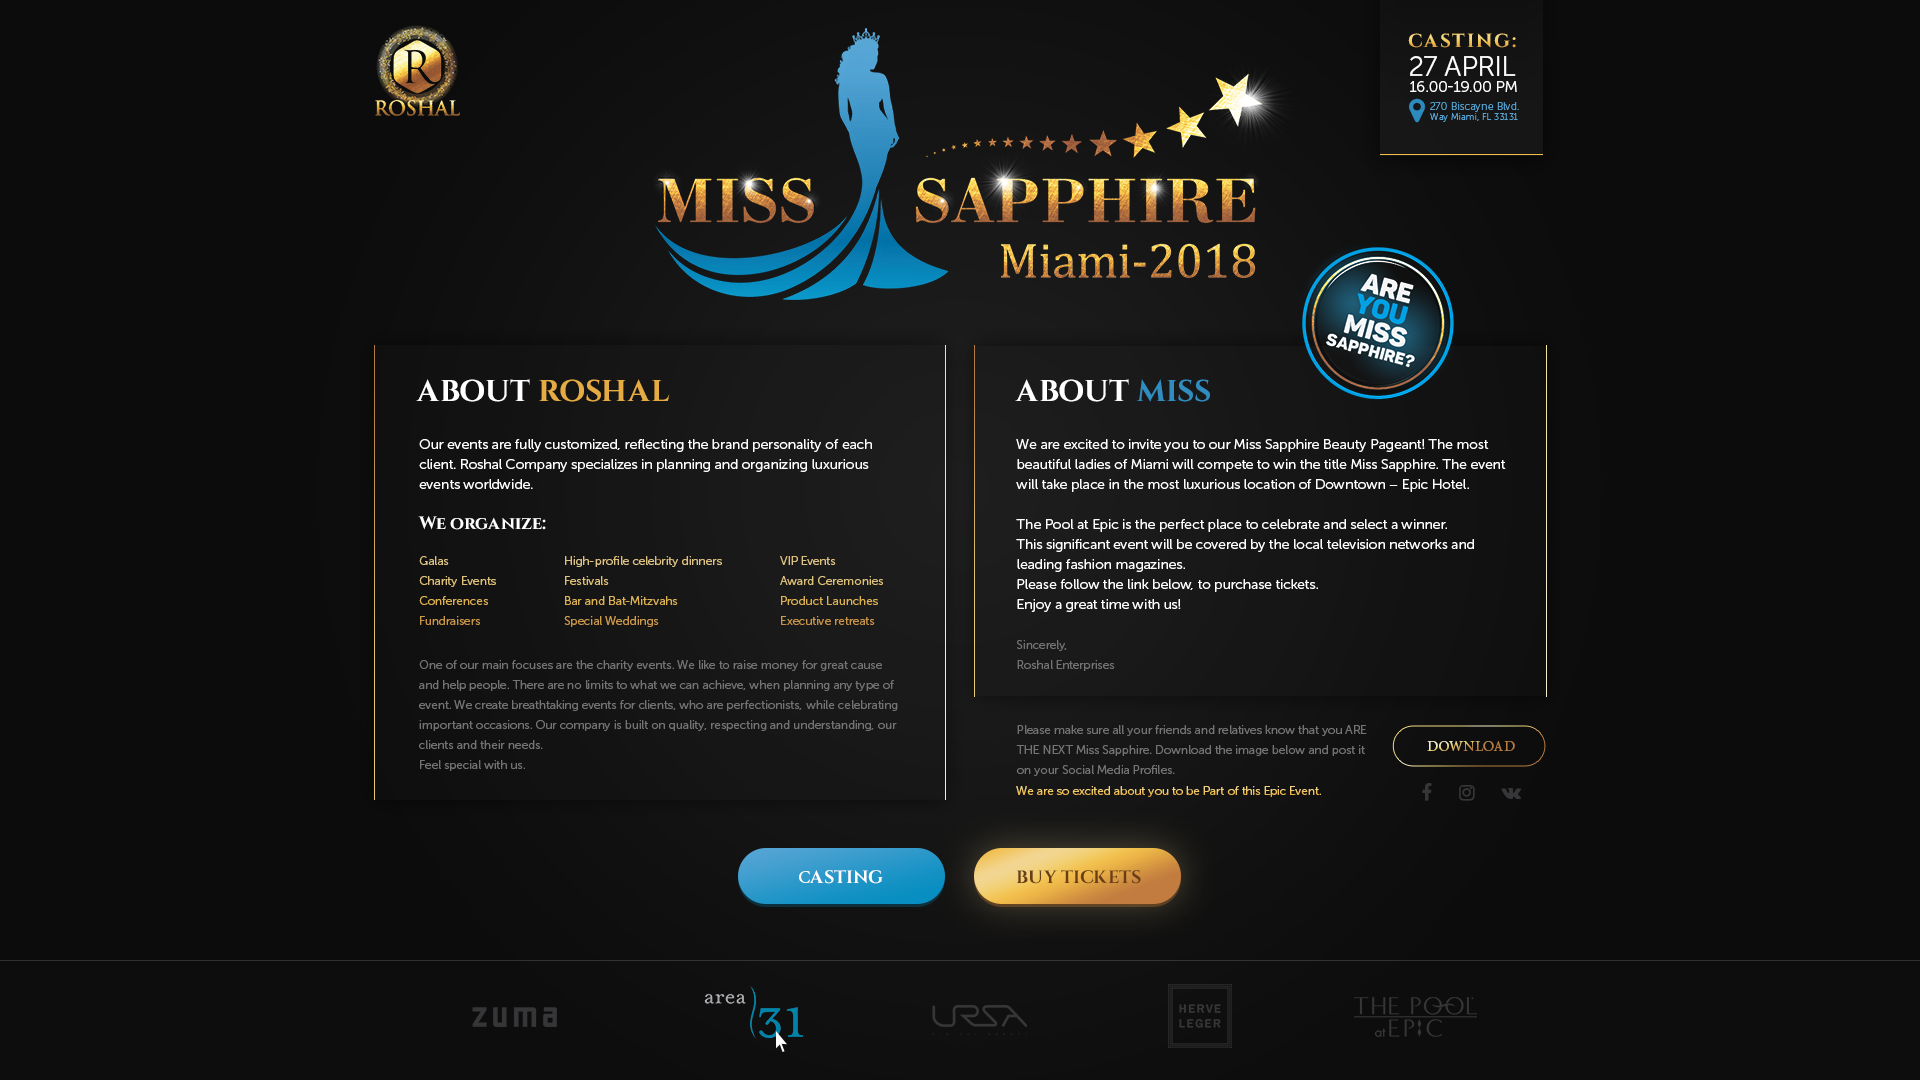 R
ROSHAL
MISS SAPPHIRE
Miami-2018
CASTING:
27 APRIL
16.00-19.00 PM
270 Biscayne Blvd.
Way Miami, FL 33131
ARE
YOU
MISS
SAPPHIRE?
ABOUT ROSHAL
Our events are fully customized, reflecting the brand personality of each
client. Roshal Company specializes in planning and organizing luxurious
events worldwide.
WE ORGANIZE:
Galas
Charity Events
Conferences
Fundraisers
High-profile celebrity dinners
Festivals
Bar and Bat-Mitzvahs
Special Weddings
VIP Events
Award Ceremonies
Product Launches
Executive retreats
One of our main focuses are the charity events. We like to raise money for great cause
and help people. There are no limits to what we can achieve, when planning any type of
event. We create breathtaking events for clients, who are perfectionists, while celebrating
important occasions. Our company is built on quality, respecting and understanding, our
clients and their needs.
Feel special with us.
ABOUT MISS
We are excited to invite you to our Miss Sapphire Beauty Pageant! The most
beautiful ladies of Miami will compete to win the title Miss Sapphire. The event
will take place in the most luxurious location of Downtown – Epic Hotel.
The Pool at Epic is the perfect place to celebrate and select a winner.
This significant event will be covered by the local television networks and
leading fashion magazines.
Please follow the link below, to purchase tickets.
Enjoy a great time with us!
Sincerely,
Roshal Enterprises
Please make sure all your friends and relatives know that you ARE
THE NEXT Miss Sapphire. Download the image below and post it
on your Social Media Profiles.
We are so excited about you to be Part of this Epic Event.
DOWNLOAD
CASTING
BUY TICKETS
zuma
area 31
URSA
HERVE
LEGER
THE POOL
at EPIC